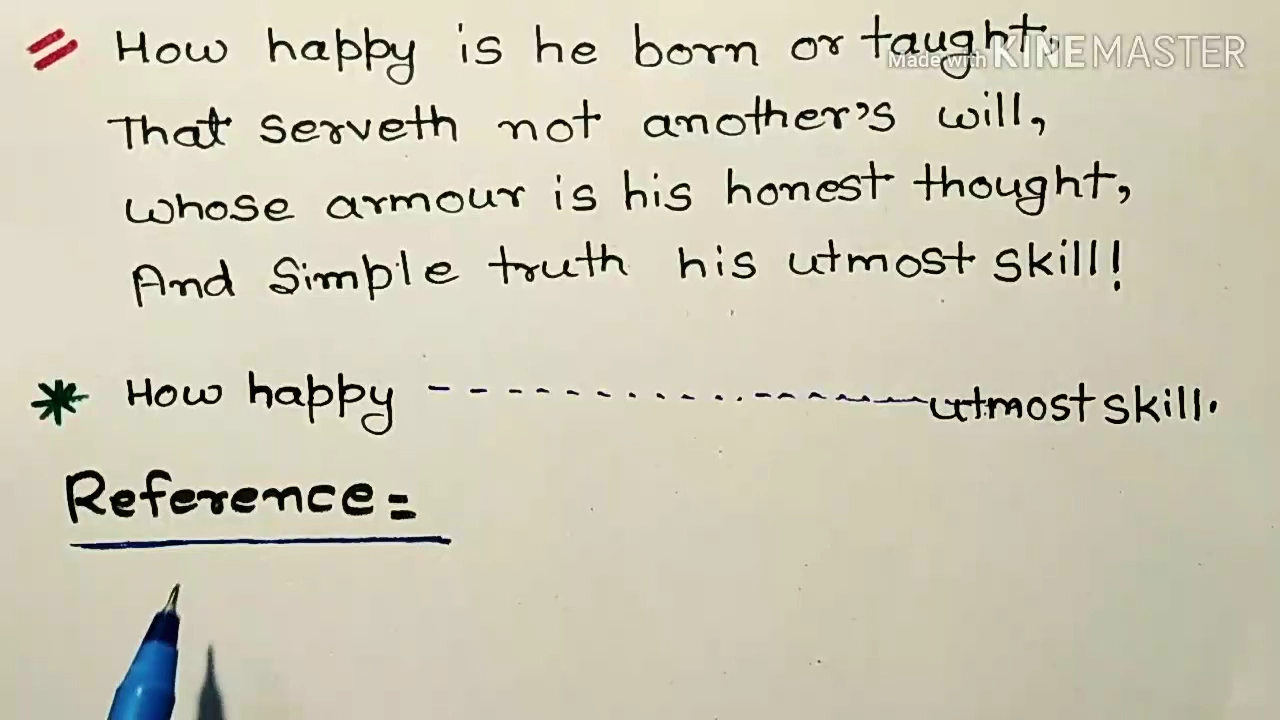 How happy is he born or taught,
Made with KINEMASTER
That serveth not another's will,
whose armour is his honest thought,
And Simple truth his utmost skill!
How happy --------------- utmost skill.
Reference=